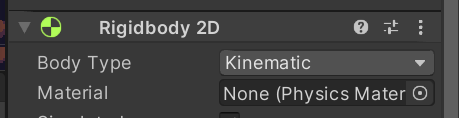 Rigidbody 2D
Body Type Kinematic
Material None (Physics Mater